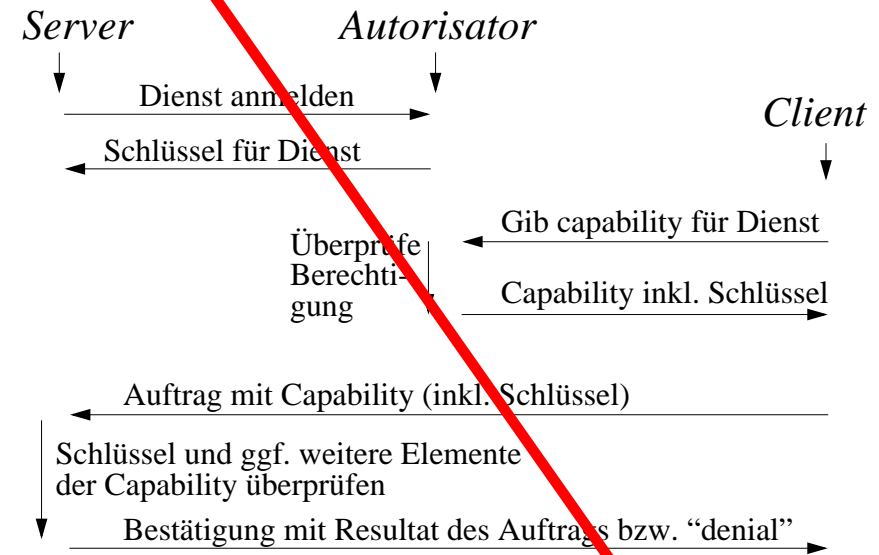 Server
Autorisator
Dienst anmelden
Client
Schlüssel für Dienst
Gib capability für Dienst
Überprüfe
Berechti-
gung
Capability inkl. Schlüssel
Auftrag mit Capability (inkl. Schlüssel)
Schlüssel und ggf. weitere Elemente
der Capability überprüfen
Bestätigung mit Resultat des Auftrags bzw. “denial”